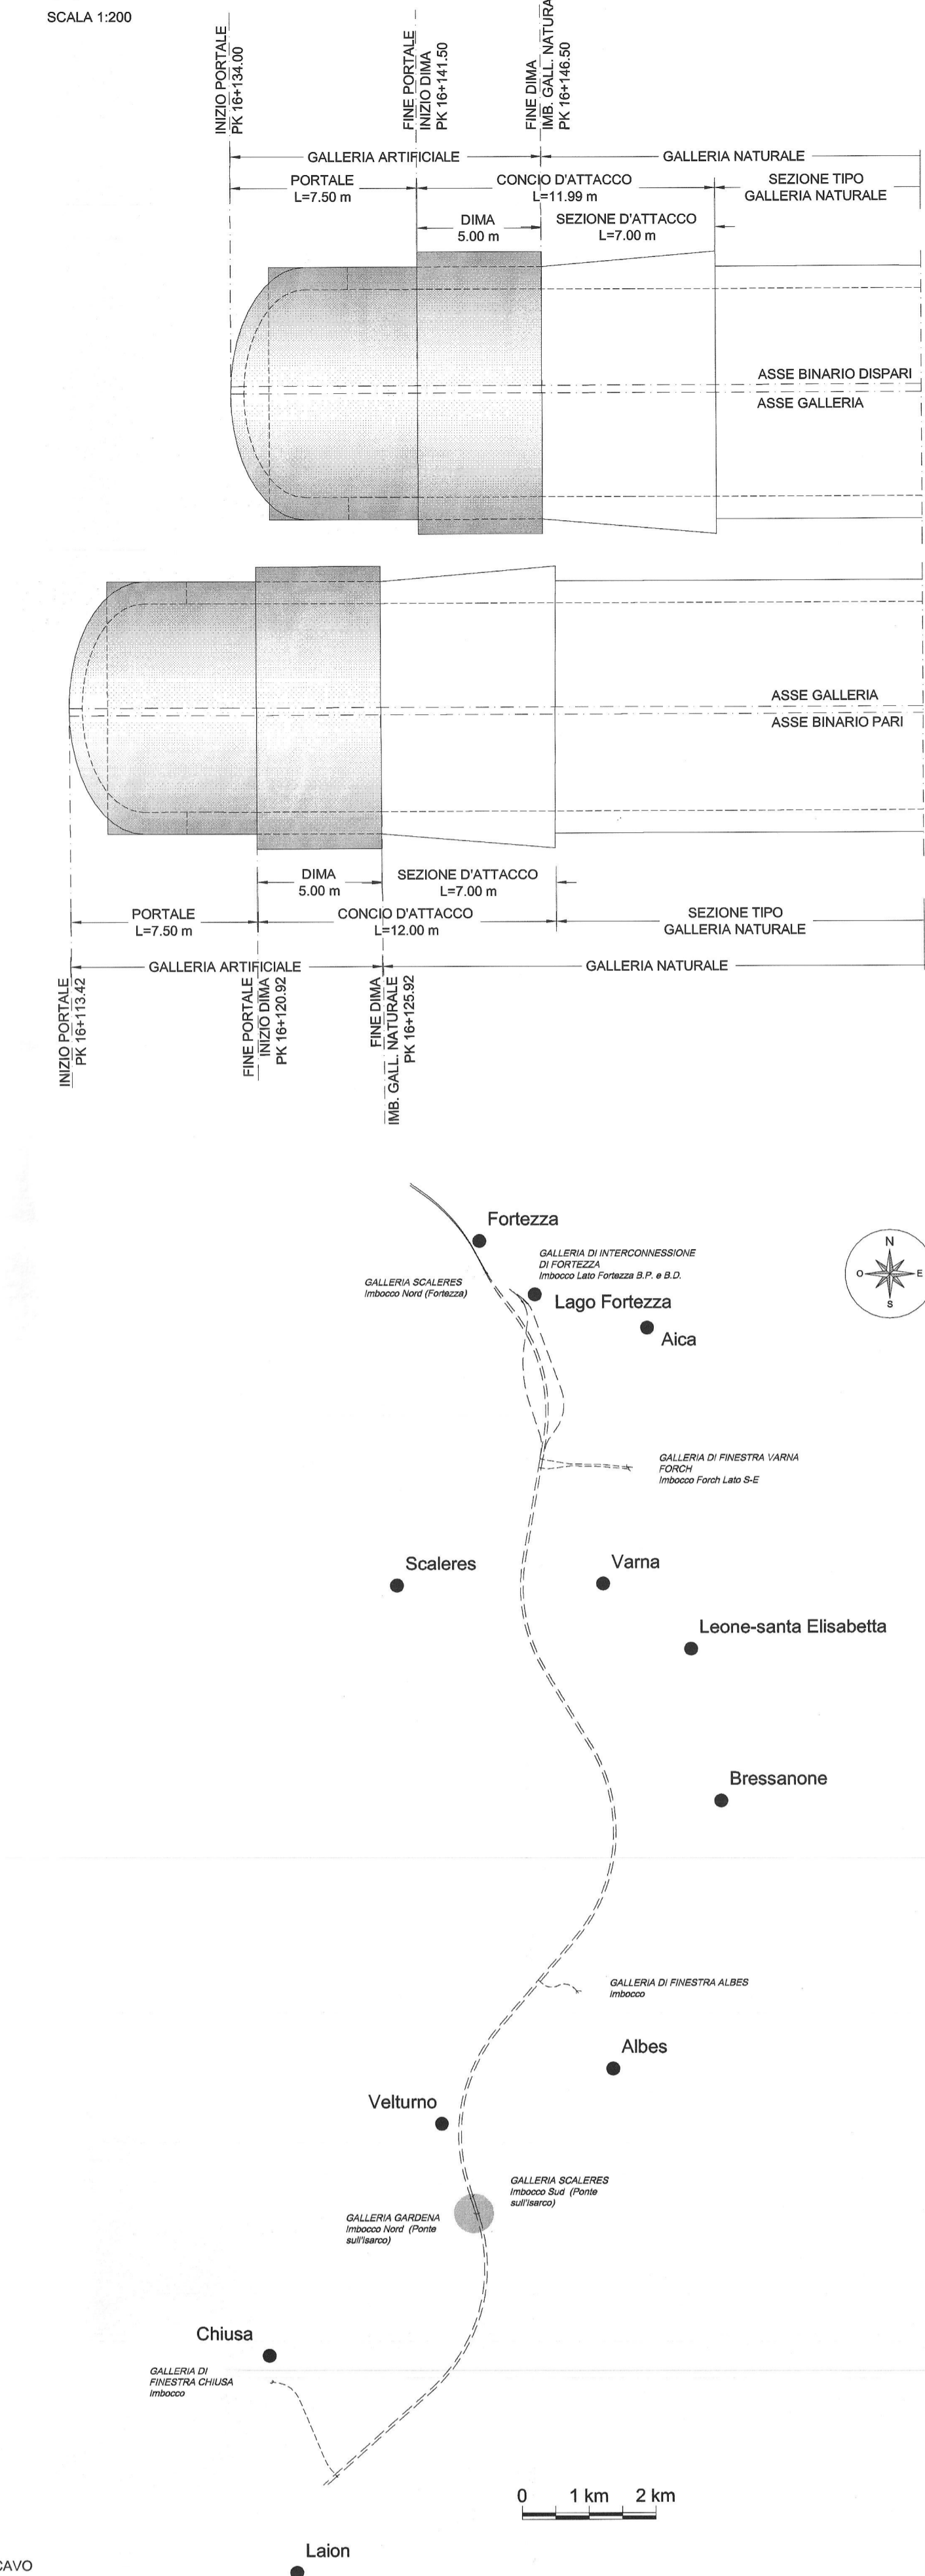 SCALA 1:200
INIZIO PORTALE
PK 16+134.00
FINE PORTALE
INIZIO DIMA
PK 16+141.50
FINE DIMA
IMB. GALL. NATURA
PK 16+146.50
GALLERIA ARTIFICIALE
GALLERIA NATURALE
PORTALE
L=7.50 m
CONCIO D'ATTACCO
L=11.99 m
SEZIONE TIPO
GALLERIA NATURALE
DIMA
5.00 m
SEZIONE D'ATTACCO
L=7.00 m
ASSE BINARIO DISPARI
ASSE GALLERIA
ASSE GALLERIA
ASSE BINARIO PARI
DIMA
5.00 m
SEZIONE D'ATTACCO
L=7.00 m
PORTALE
L=7.50 m
CONCIO D'ATTACCO
L=12.00 m
SEZIONE TIPO
GALLERIA NATURALE
GALLERIA ARTIFICIALE
GALLERIA NATURALE
INIZIO PORTALE
PK 16+113.42
FINE PORTALE
INIZIO DIMA
PK 16+120.92
FINE DIMA
IMB. GALL. NATURALE
PK 16+125.92
Fortezza
GALLERIA DI INTERCONNESSIONE
DI FORTEZZA
Imbocco Lato Fortezza B.P. e B.D.
GALLERIA SCALERES
Imbocco Nord (Fortezza)
N
O
E
S
Lago Fortezza
Aica
GALLERIA DI FINESTRA VARNA
FORCH
Imbocco Forch Lato S-E
Scaleres
Varna
Leone-santa Elisabetta
Bressanone
GALLERIA DI FINESTRA ALBES
Imbocco
Albes
Velturno
GALLERIA SCALERES
Imbocco Sud (Ponte
sull'Isarco)
GALLERIA GARDENA
Imbocco Nord (Ponte
sull'Isarco)
Chiusa
GALLERIA DI
FINESTRA CHIUSA
Imbocco
0 1 km 2 km
Laion
CAVO